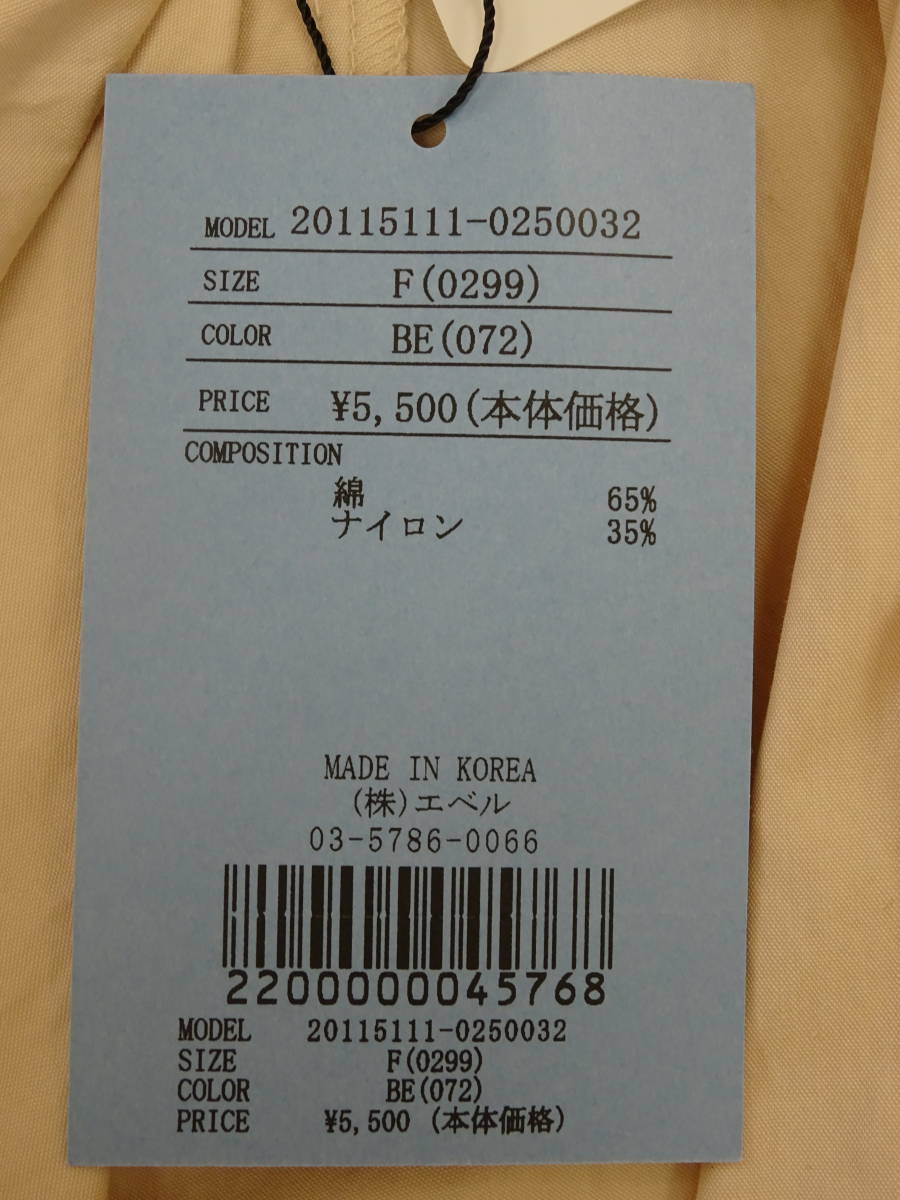 MODEL 20115111-0250032
SIZE F(0299)
COLOR BE(072)
PRICE ¥5,500(本体価格)
COMPOSITION
綿 65%
ナイロン 35%
MADE IN KOREA
(株)エベル
03-5786-0066
2200000045768
MODEL 20115111-0250032
SIZE F(0299)
COLOR BE(072)
PRICE ¥5,500 (本体価格)